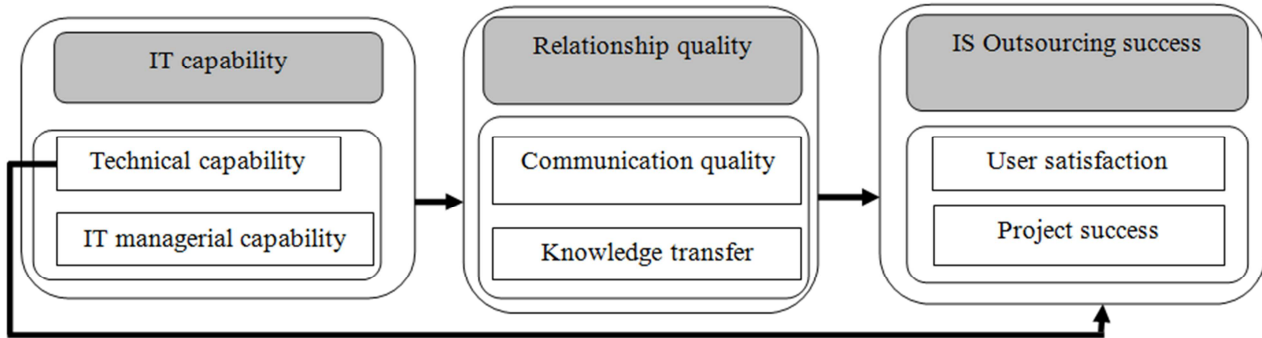 IT capability
Technical capability
IT managerial capability
Relationship quality
Communication quality
Knowledge transfer
IS Outsourcing success
User satisfaction
Project success